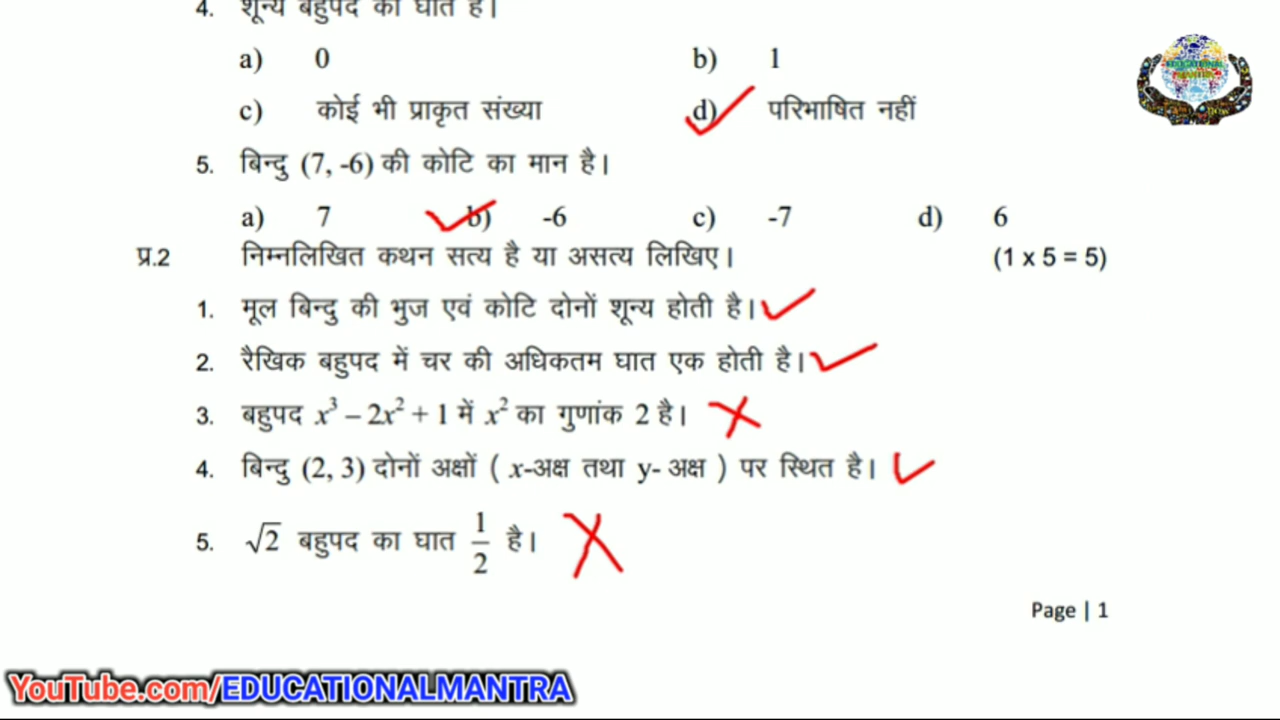 4. शून्य बहुपद का घात है।
a) 0 b) 1
c) कोई भी प्राकृत संख्या d) परिभाषित नहीं
5. बिन्दु (7, -6) की कोटि का मान है।
a) 7 b) -6 c) -7 d) 6
प्र.2 निम्नलिखित कथन सत्य है या असत्य लिखिए। (1 x 5 = 5)
1. मूल बिन्दु की भुज एवं कोटि दोनों शून्य होती है।
2. रैखिक बहुपद में चर की अधिकतम घात एक होती है।
3. बहुपद x³ – 2x² + 1 में x² का गुणांक 2 है।
4. बिन्दु (2, 3) दोनों अक्षों ( x-अक्ष तथा y- अक्ष ) पर स्थित है।
5. √2 बहुपद का घात 1/2 है।
Page | 1
EDUCATIONAL
MANTRA
YouTube.com/EDUCATIONALMANTRA